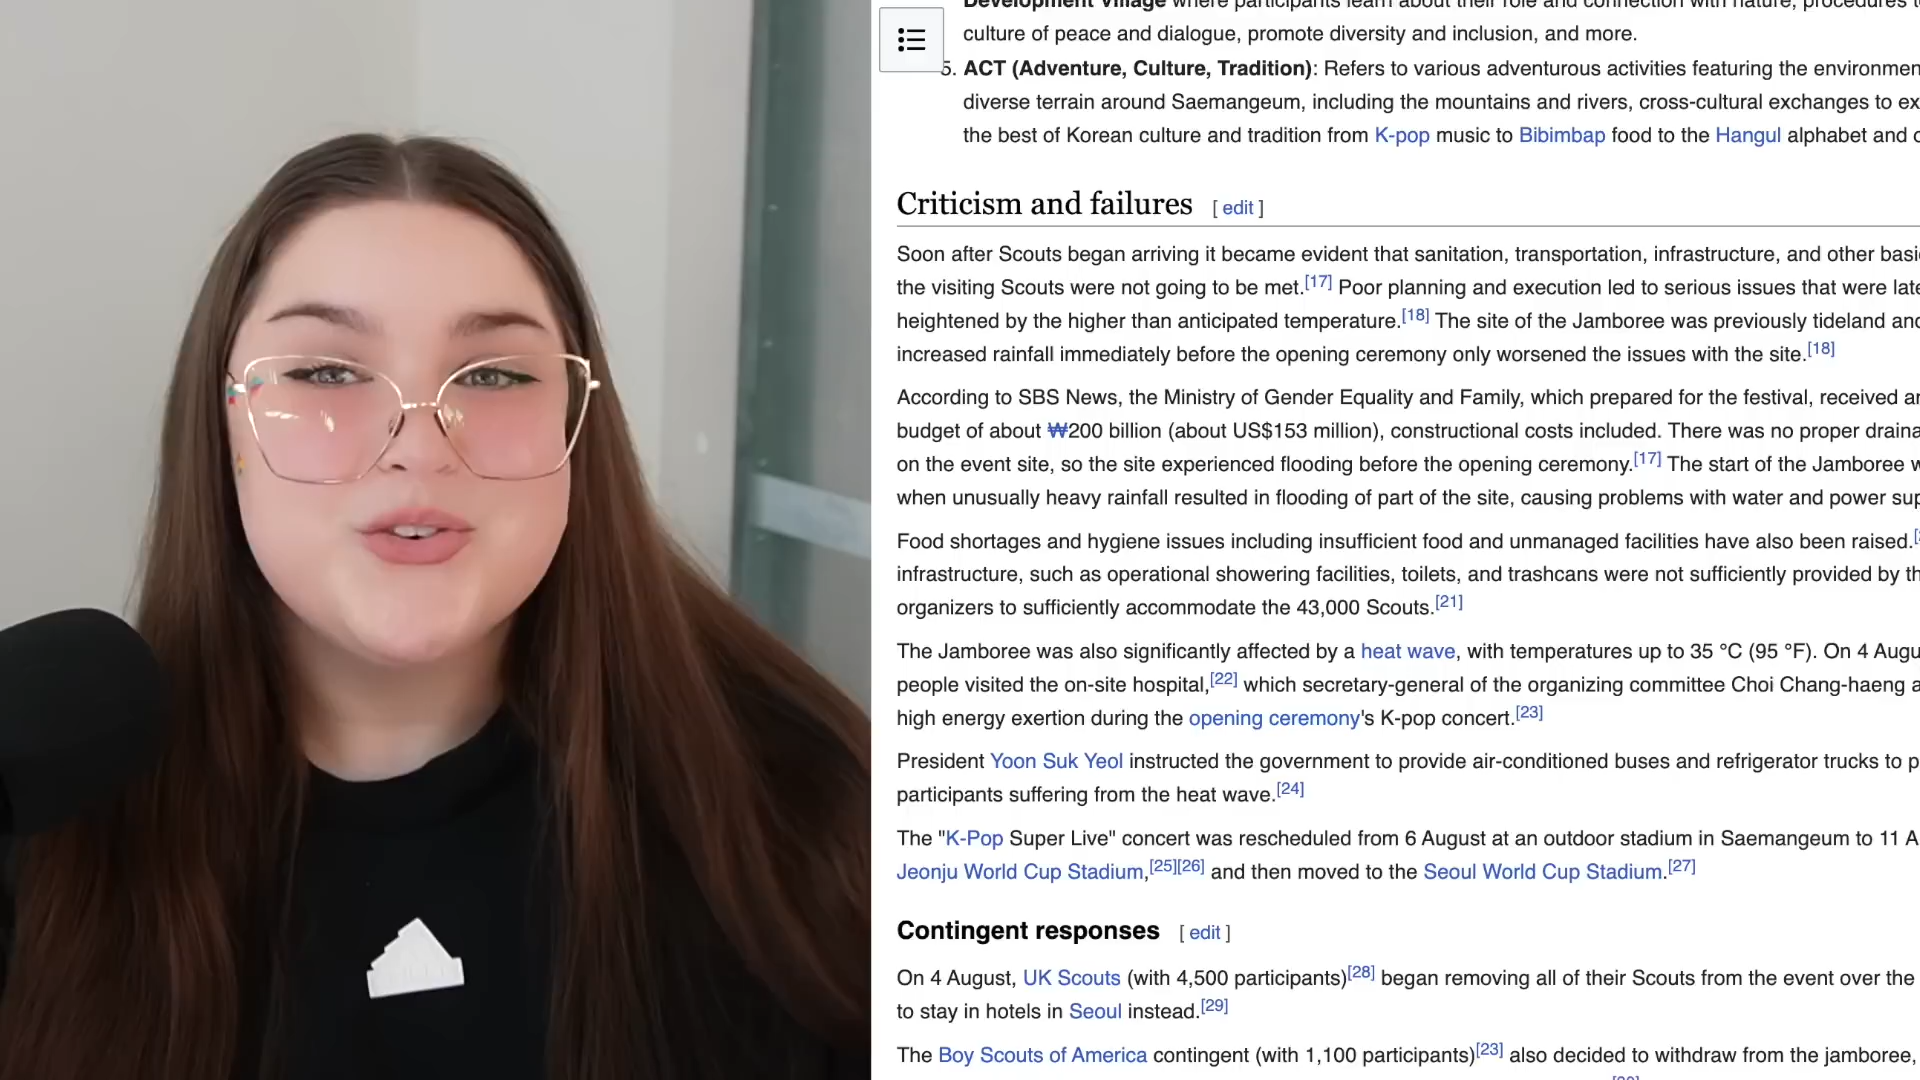 Development Village where participants learn about their role and connection with nature, procedures
culture of peace and dialogue, promote diversity and inclusion, and more.
5. ACT (Adventure, Culture, Tradition): Refers to various adventurous activities featuring the
diverse terrain around Saemangeum, including the mountains and rivers, cross-cultural exchanges to
the best of Korean culture and tradition from K-pop music to Bibimbap food to the Hangul alphabet and
Criticism and failures [ edit ]
Soon after Scouts began arriving it became evident that sanitation, transportation, infrastructure, and other
the visiting Scouts were not going to be met.[17] Poor planning and execution led to serious issues that were
heightened by the higher than anticipated temperature.[18] The site of the Jamboree was previously tideland
increased rainfall immediately before the opening ceremony only worsened the issues with the site.[18]
According to SBS News, the Ministry of Gender Equality and Family, which prepared for the festival, received
budget of about ₩200 billion (about US$153 million), constructional costs included. There was no proper
on the event site, so the site experienced flooding before the opening ceremony.[17] The start of the Jamboree
when unusually heavy rainfall resulted in flooding of part of the site, causing problems with water and power
Food shortages and hygiene issues including insufficient food and unmanaged facilities have also been raised.
infrastructure, such as operational showering facilities, toilets, and trashcans were not sufficiently provided by
organizers to sufficiently accommodate the 43,000 Scouts.[21]
The Jamboree was also significantly affected by a heat wave, with temperatures up to 35 °C (95 °F). On 4
people visited the on-site hospital,[22] which secretary-general of the organizing committee Choi Chang-haeng
high energy exertion during the opening ceremony's K-pop concert.[23]
President Yoon Suk Yeol instructed the government to provide air-conditioned buses and refrigerator trucks to
participants suffering from the heat wave.[24]
The "K-Pop Super Live" concert was rescheduled from 6 August at an outdoor stadium in Saemangeum to 11
Jeonju World Cup Stadium,[25][26] and then moved to the Seoul World Cup Stadium.[27]
Contingent responses [ edit ]
On 4 August, UK Scouts (with 4,500 participants)[28] began removing all of their Scouts from the event over the
to stay in hotels in Seoul instead.[29]
The Boy Scouts of America contingent (with 1,100 participants)[23] also decided to withdraw from the jamboree,